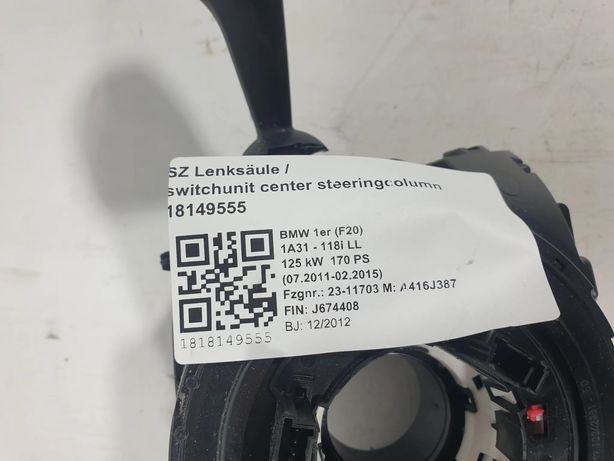 SZ Lenksäule /
switchunit center steeringcolumn
18149555
BMW 1er (F20)
1A31 - 118i LL
125 kW 170 PS
(07.2011-02.2015)
Fzgnr.: 23-11703 M: A416J387
FIN: J674408
BJ: 12/2012
1818149555